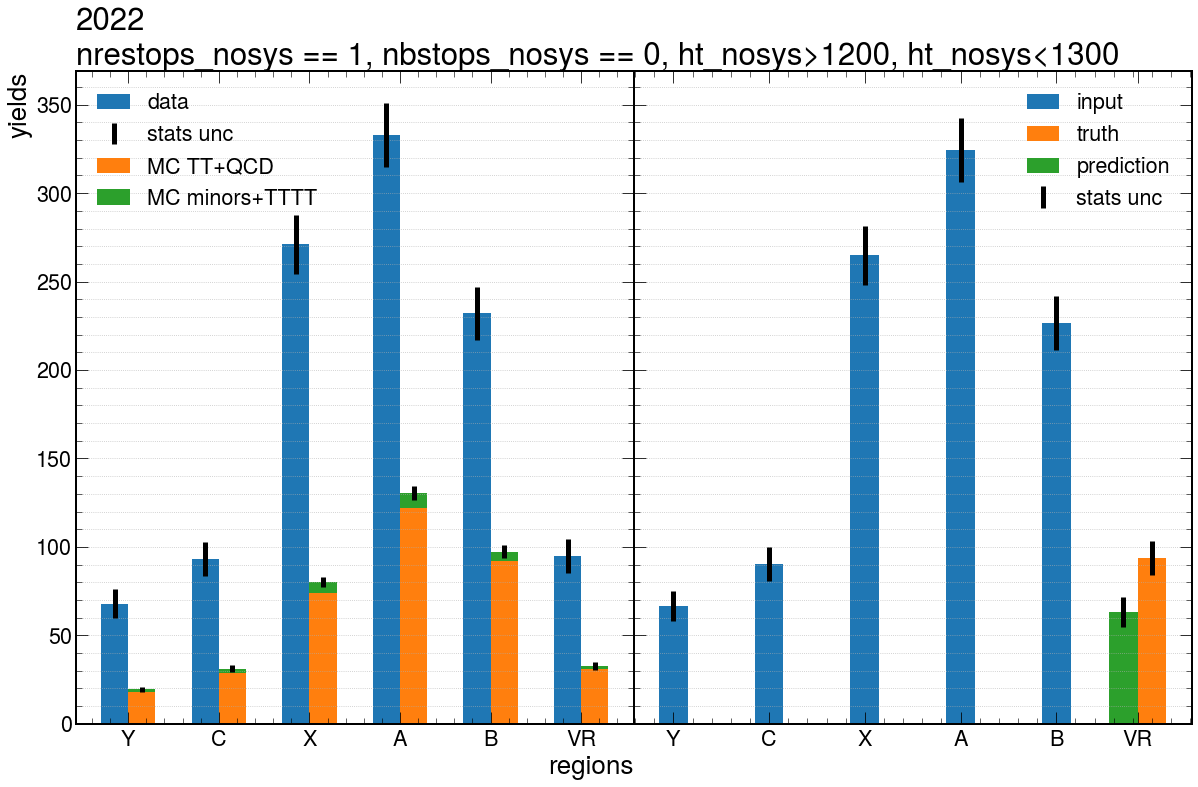 2022
nrestops_nosys == 1, nbstops_nosys == 0, ht_nosys>1200, ht_nosys<1300
yields
350
300
250
200
150
100
50
0
data
stats unc
MC TT+QCD
MC minors+TTTT
input
truth
prediction
stats unc
Y C X A B VR
Y C X A B VR
regions